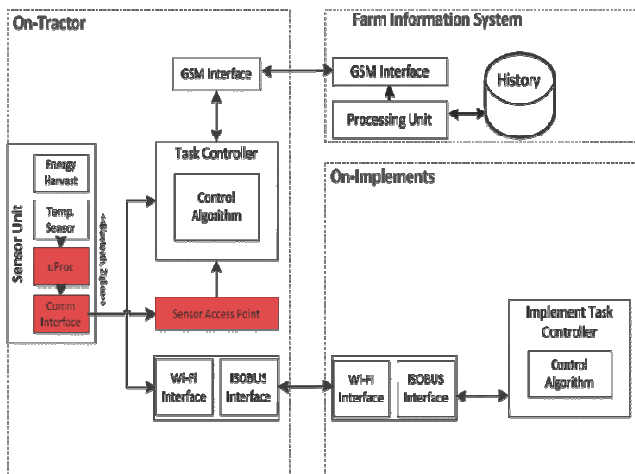 On-Tractor
Farm Information System
GSM Interface
GSM Interface
History
Processing Unit
Task Controller
Control
Algorithm
On-Implements
Sensor Unit
Energy
Harvest
Temp.
Sensor
uProc
Comm
Interface
Sensor Access Point
Wi-Fi
Interface
ISOBUS
Interface
Wi-Fi
Interface
ISOBUS
Interface
Implement Task
Controller
Control
Algorithm